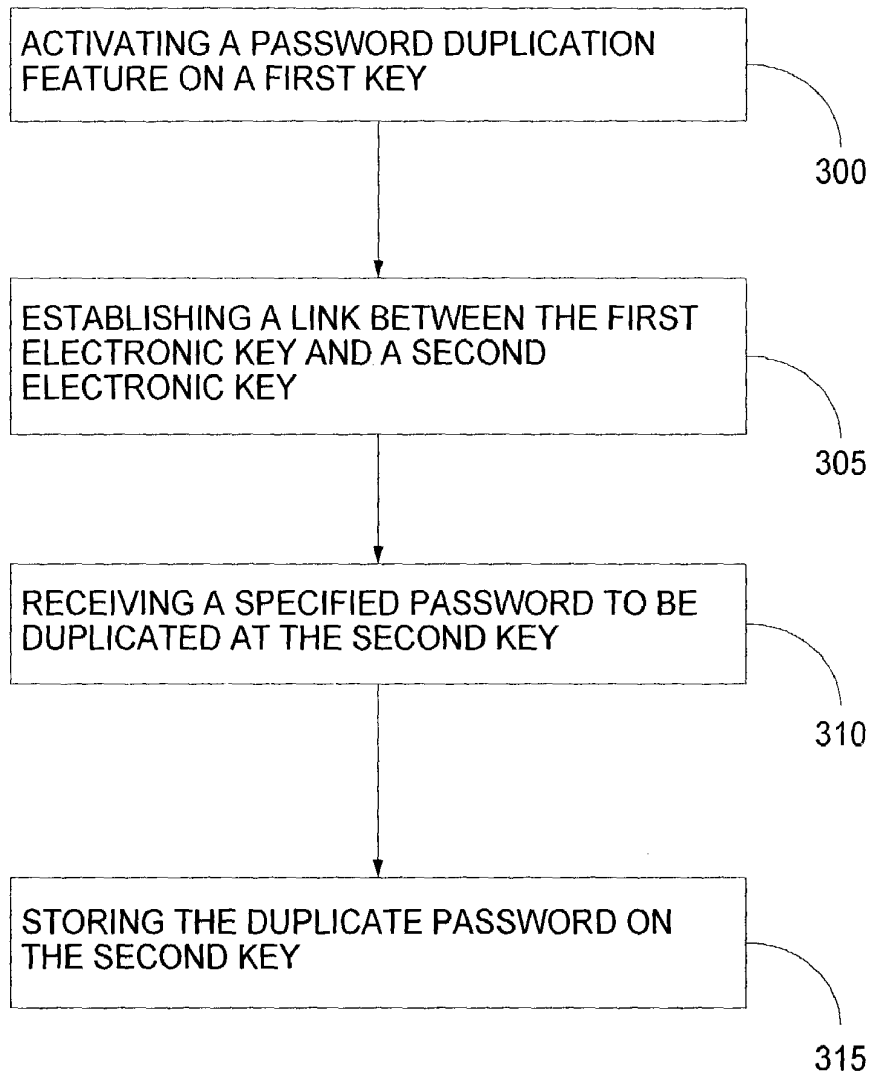 ACTIVATING A PASSWORD DUPLICATION
FEATURE ON A FIRST KEY
300
ESTABLISHING A LINK BETWEEN THE FIRST
ELECTRONIC KEY AND A SECOND
ELECTRONIC KEY
305
RECEIVING A SPECIFIED PASSWORD TO BE
DUPLICATED AT THE SECOND KEY
310
STORING THE DUPLICATE PASSWORD ON
THE SECOND KEY
315